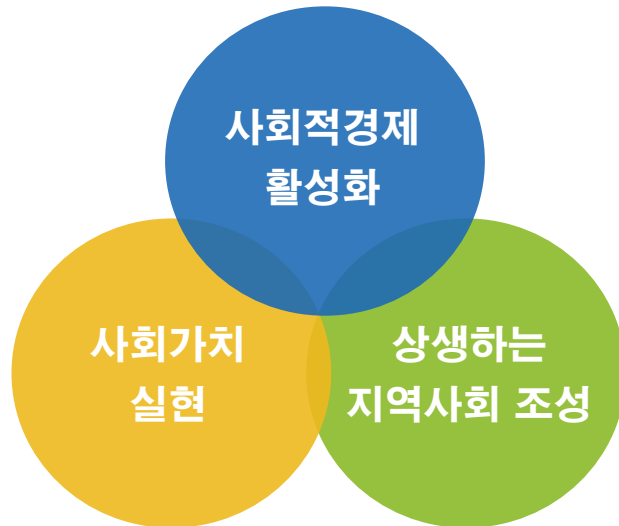 사회적경제
활성화
사회가치
실현
상생하는
지역사회 조성